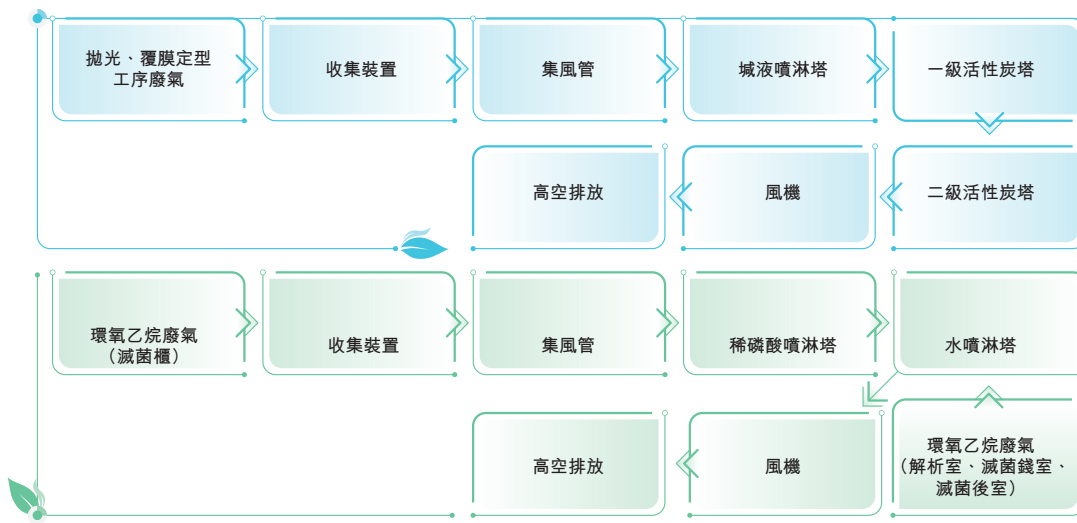 拋光、覆膜定型
工序廢氣
收集裝置
集風管
堿液噴淋塔
一級活性炭塔
二級活性炭塔
風機
高空排放
環氧乙烷廢氣
（滅菌櫃）
收集裝置
集風管
稀磷酸噴淋塔
水噴淋塔
環氧乙烷廢氣
（解析室、滅菌錢室、
滅菌後室）
風機
高空排放